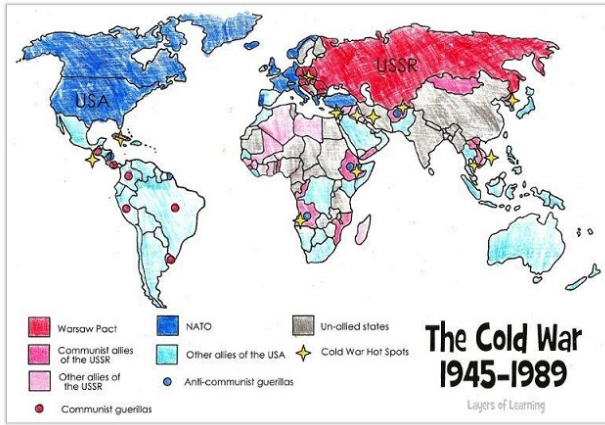 USSR
USA
Warsaw Pact
Communist allies
of the USSR
Other allies of
the USSR
Communist guerillas
NATO
Other allies of the USA
Anti-communist guerillas
Un-allied states
Cold War Hot Spots
The Cold War
1945-1989
Layers of Learning